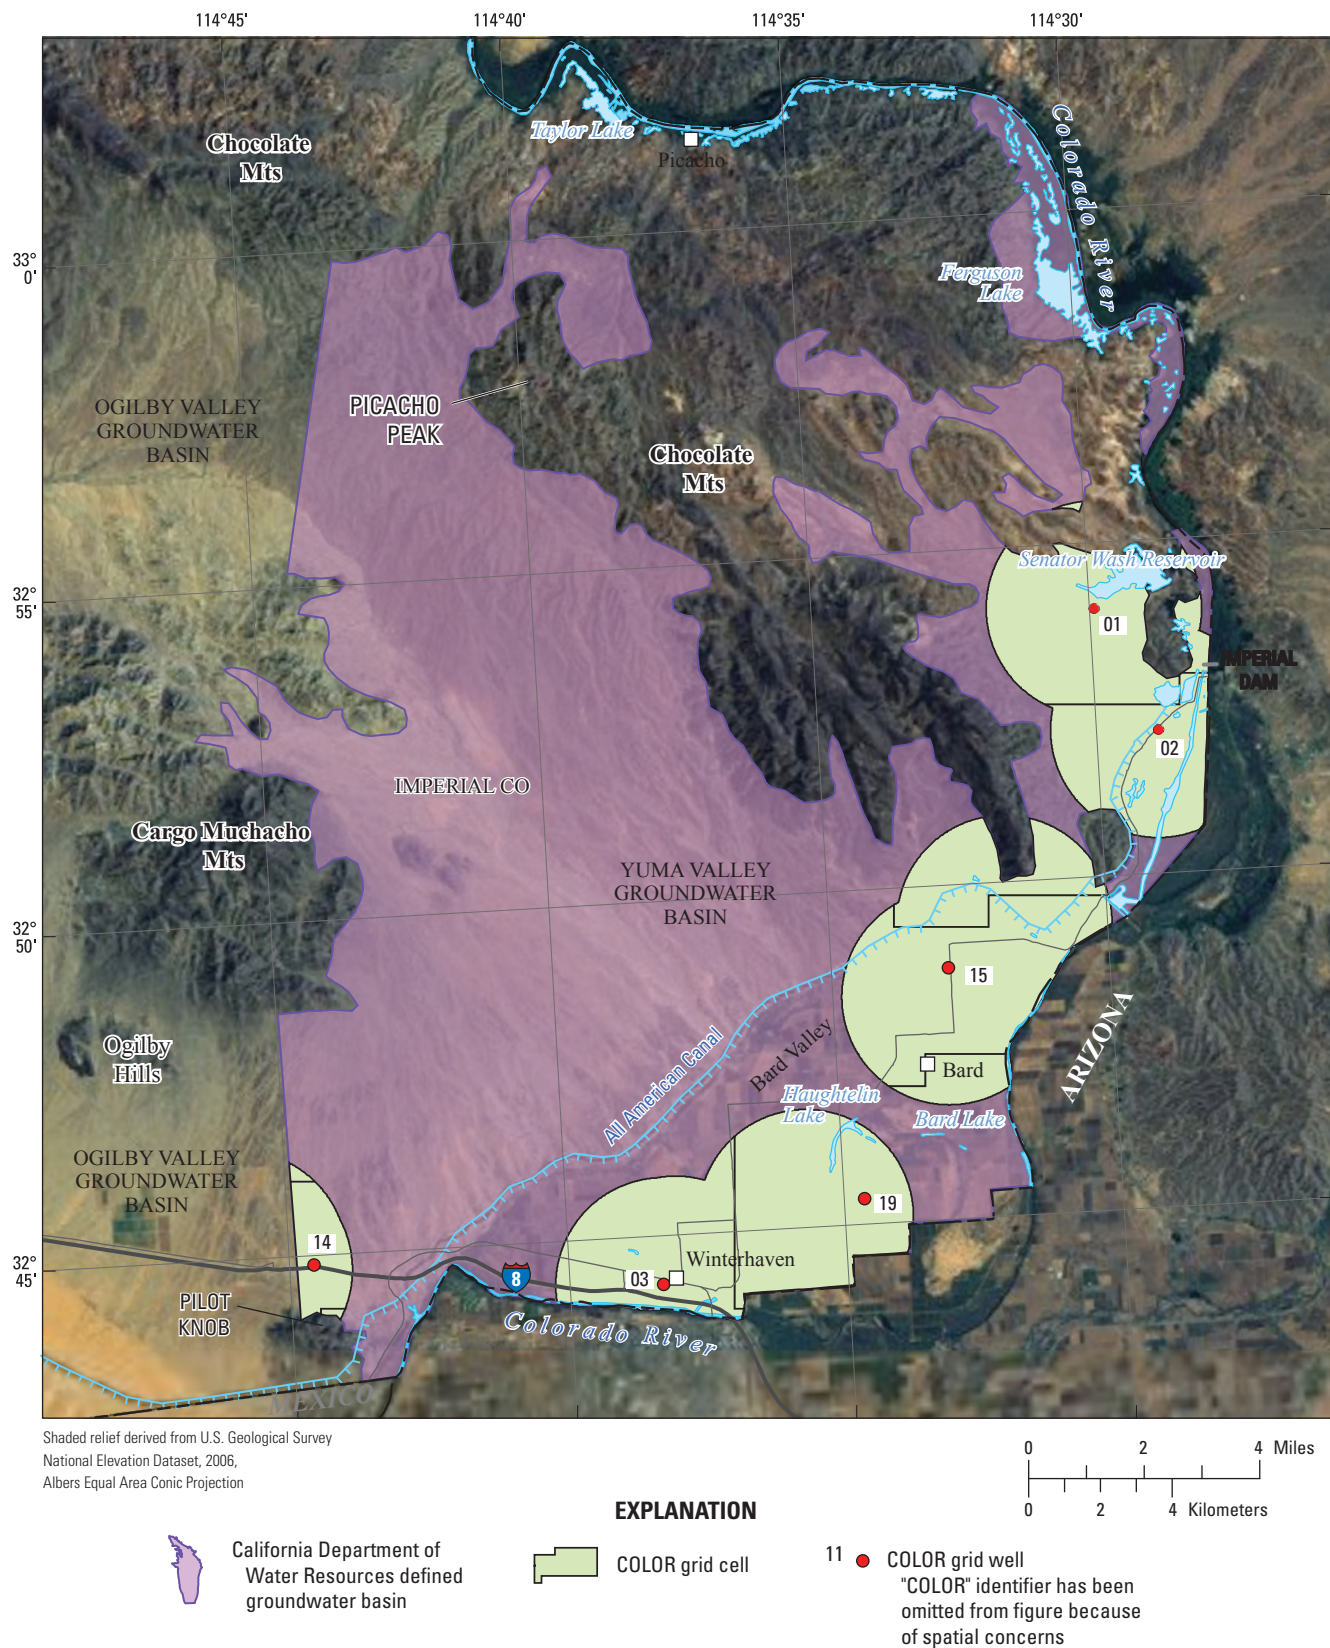 114°45'
114°40'
114°35'
114°30'
Chocolate
Mts
Taylor Lake
Picacho
Colorado River
33°
0'
Ferguson
Lake
OGILBY VALLEY
GROUNDWATER
BASIN
PICACHO
PEAK
Chocolate
Mts
Senator Wash Reservoir
32°
55'
01
IMPERIAL
DAM
02
IMPERIAL CO
Cargo Muchacho
Mts
YUMA VALLEY
GROUNDWATER
BASIN
32°
50'
15
ARIZONA
Ogilby
Hills
All American Canal
Bard Valley
Bard
Haughtelin
Lake
Bard Lake
OGILBY VALLEY
GROUNDWATER
BASIN
19
14
32°
45'
Winterhaven
03
8
PILOT
KNOB
Colorado River
MEXICO
Shaded relief derived from U.S. Geological Survey
National Elevation Dataset, 2006,
Albers Equal Area Conic Projection
0 2 4 Miles
0 2 4 Kilometers
EXPLANATION
California Department of
Water Resources defined
groundwater basin
COLOR grid cell
11
COLOR grid well
"COLOR" identifier has been
omitted from figure because
of spatial concerns